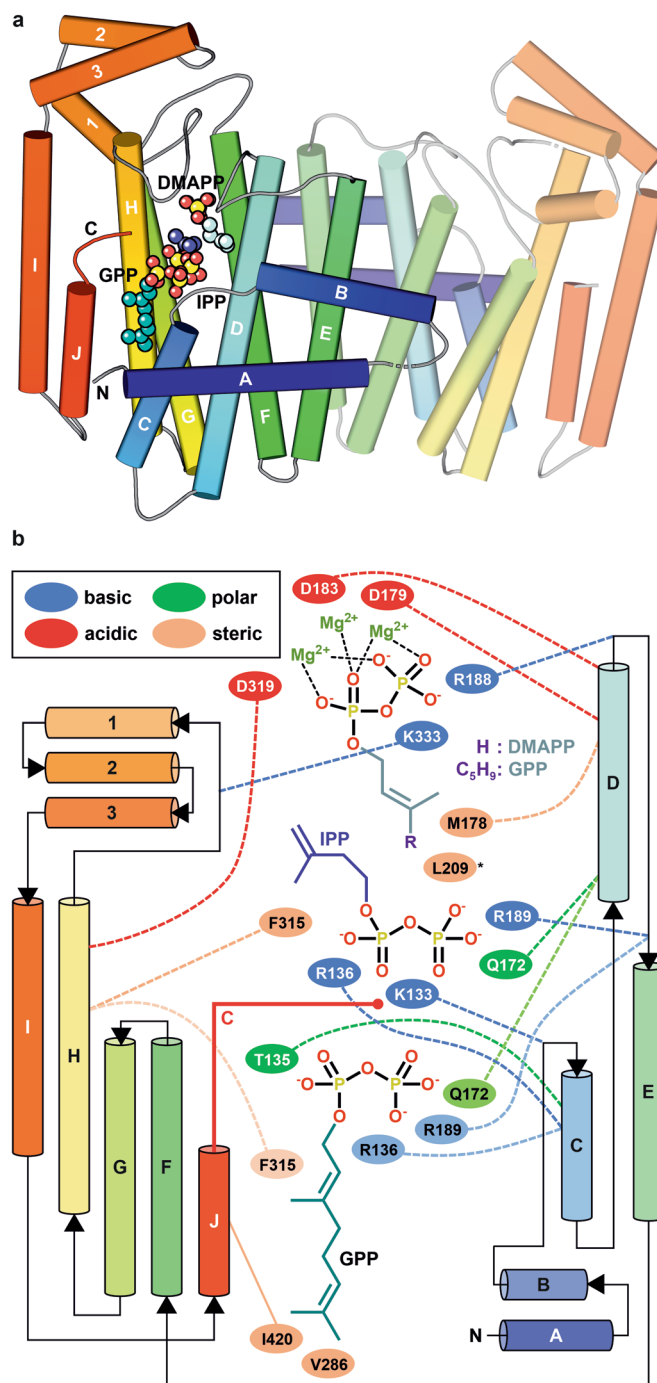 a
2
3
1
H
DMAPP
I
C
GPP
IPP
B
D
E
J
N
A
C
G
F
b
basic
polar
acidic
steric
D183
D179
Mg²⁺
Mg²⁺
Mg²⁺
O
O⁻
O
P
P
O⁻
O⁻
O
O
R188
D319
K333
H : DMAPP
C₅H₉: GPP
R
1
2
3
D
M178
IPP
L209 *
O
O
O⁻
R189
F315
⁻O
P
P
O⁻
O⁻
O
O
Q172
R136
K133
C
I
H
T135
O
O
O
⁻O
P
P
O⁻
O⁻
O⁻
O
Q172
R189
E
C
G
F
F315
R136
J
GPP
B
N
A
I420
V286